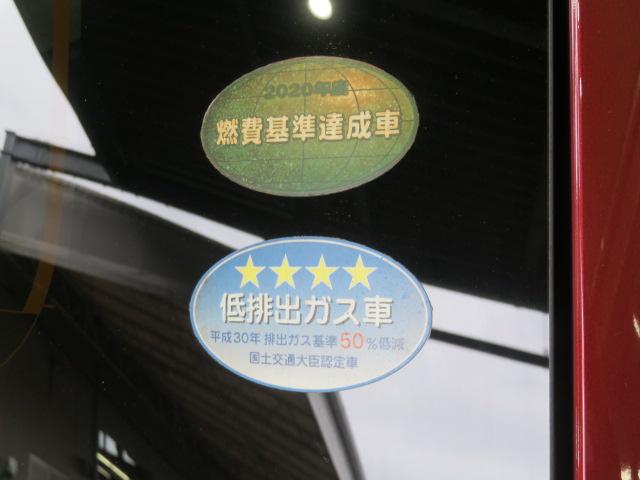 2020年度
燃費基準達成車
低排出ガス車
平成30年 排出ガス基準50%低減
国土交通大臣認定車